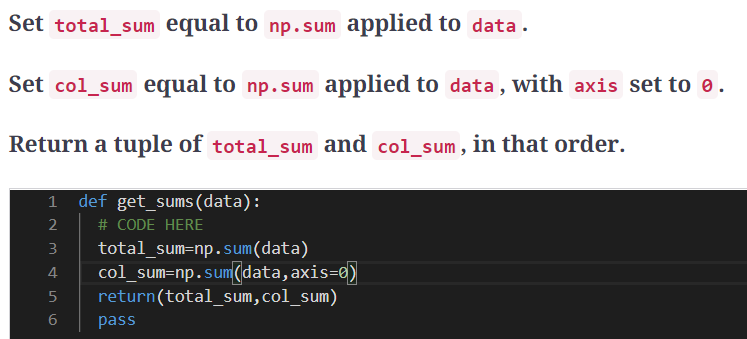 Set total_sum equal to np.sum applied to data.
Set col_sum equal to np.sum applied to data, with axis set to 0.
Return a tuple of total_sum and col_sum, in that order.
1 def get_sums(data):
2 # CODE HERE
3 total_sum=np.sum(data)
4 col_sum=np.sum(data,axis=0)
5 return(total_sum,col_sum)
6 pass